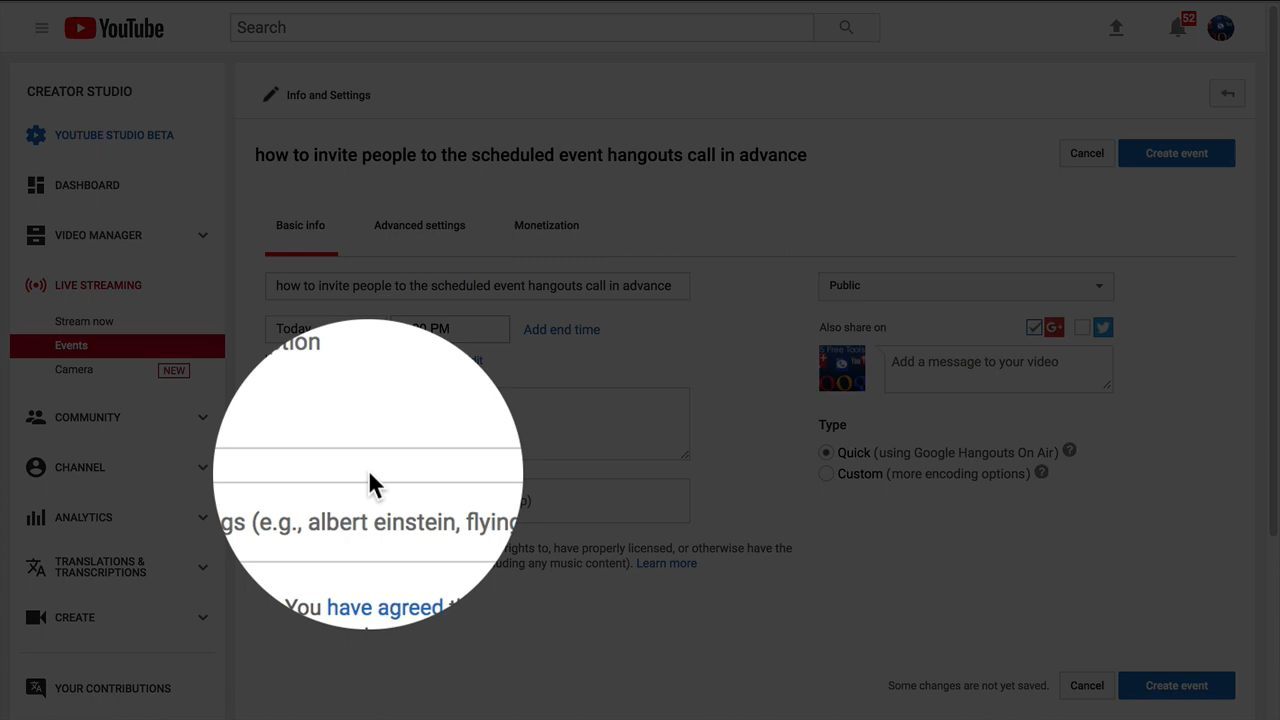 YouTube
Search
52
CREATOR STUDIO
Info and Settings
YOUTUBE STUDIO BETA
how to invite people to the scheduled event hangouts call in advance
Cancel
Create event
DASHBOARD
Basic info
Advanced settings
Monetization
VIDEO MANAGER
LIVE STREAMING
how to invite people to the scheduled event hangouts call in advance
Public
Stream now
Today
PM
Add end time
Also share on
Events
Camera
NEW
5 Free Tools
Add a message to your video
COMMUNITY
Type
Quick (using Google Hangouts On Air)
CHANNEL
Custom (more encoding options)
ANALYTICS
gs (e.g., albert einstein, flying
rights to, have properly licensed, or otherwise have the
uding any music content). Learn more
TRANSLATIONS &
TRANSCRIPTIONS
You have agreed
CREATE
YOUR CONTRIBUTIONS
Some changes are not yet saved.
Cancel
Create event